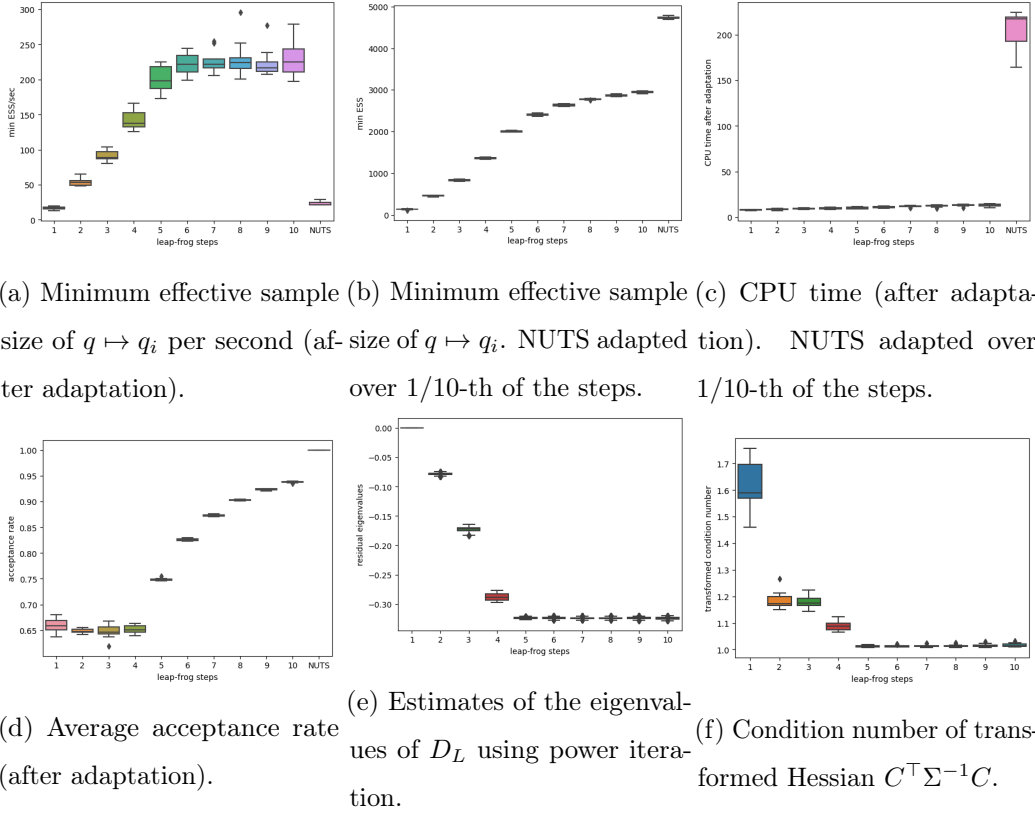 300
250
200
150
100
50
0
min ESS/sec
1 2 3 4 5 6 7 8 9 10 NUTS
leap-frog steps
5000
4000
3000
2000
1000
0
min ESS
1 2 3 4 5 6 7 8 9 10 NUTS
leap-frog steps
200
150
100
50
0
CPU time after adaptation
1 2 3 4 5 6 7 8 9 10 NUTS
leap-frog steps
(a) Minimum effective sample
size of q ↦ q_i per second (af-
ter adaptation).
(b) Minimum effective sample
size of q ↦ q_i. NUTS adapted
over 1/10-th of the steps.
(c) CPU time (after adapta-
tion). NUTS adapted over
1/10-th of the steps.
1.00
0.95
0.90
0.85
0.80
0.75
0.70
0.65
acceptance rate
1 2 3 4 5 6 7 8 9 10 NUTS
leap-frog steps
0.00
−0.05
−0.10
−0.15
−0.20
−0.25
−0.30
residual eigenvalues
1 2 3 4 5 6 7 8 9 10
leap-frog steps
1.7
1.6
1.5
1.4
1.3
1.2
1.1
1.0
transformed condition number
1 2 3 4 5 6 7 8 9 10
leap-frog steps
(d) Average acceptance rate
(after adaptation).
(e) Estimates of the eigenval-
ues of D_L using power itera-
tion.
(f) Condition number of trans-
formed Hessian C^⊤Σ^{−1}C.